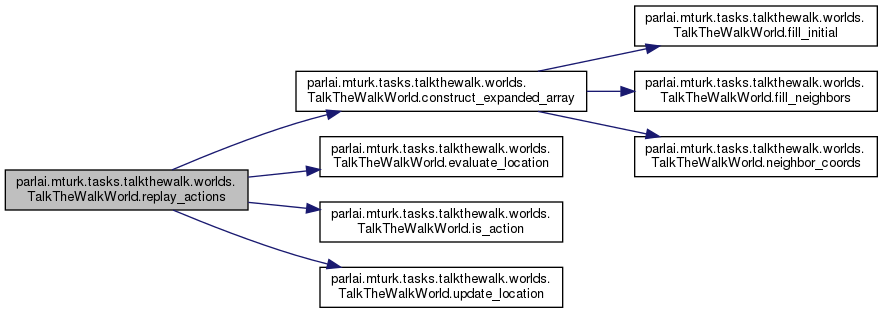 parlai.mturk.tasks.talkthewalk.worlds.
TalkTheWalkWorld.replay_actions
parlai.mturk.tasks.talkthewalk.worlds.
TalkTheWalkWorld.construct_expanded_array
parlai.mturk.tasks.talkthewalk.worlds.
TalkTheWalkWorld.evaluate_location
parlai.mturk.tasks.talkthewalk.worlds.
TalkTheWalkWorld.is_action
parlai.mturk.tasks.talkthewalk.worlds.
TalkTheWalkWorld.update_location
parlai.mturk.tasks.talkthewalk.worlds.
TalkTheWalkWorld.fill_initial
parlai.mturk.tasks.talkthewalk.worlds.
TalkTheWalkWorld.fill_neighbors
parlai.mturk.tasks.talkthewalk.worlds.
TalkTheWalkWorld.neighbor_coords